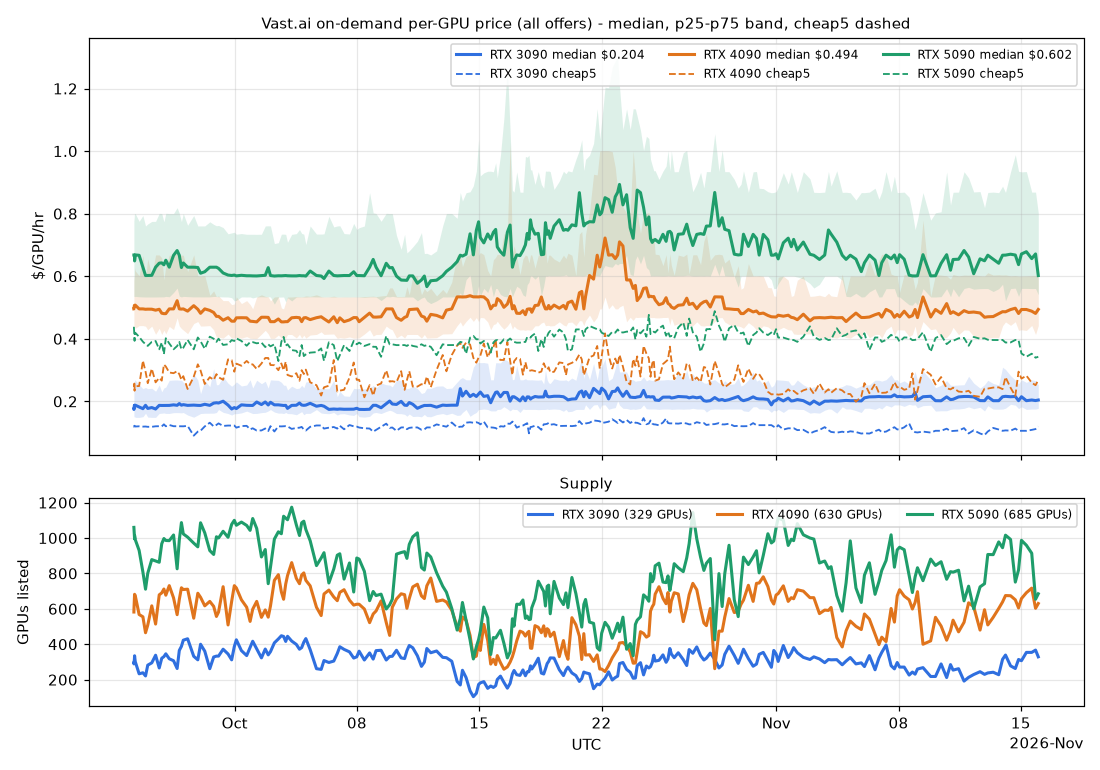 Vast.ai on-demand per-GPU price (all offers) - median, p25-p75 band, cheap5 dashed
RTX 3090 median $0.204 RTX 4090 median $0.494 RTX 5090 median $0.602
RTX 3090 cheap5 RTX 4090 cheap5 RTX 5090 cheap5
$/GPU/hr
1.2
1.0
0.8
0.6
0.4
0.2
Supply
RTX 3090 (329 GPUs) RTX 4090 (630 GPUs) RTX 5090 (685 GPUs)
GPUs listed
1200
1000
800
600
400
200
Oct 08 15 22 Nov 08 15
UTC
2026-Nov